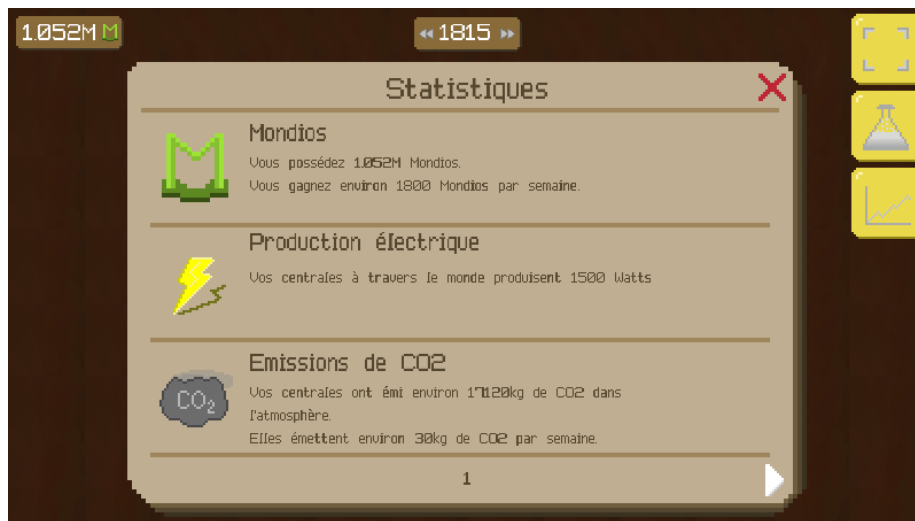 1.052M
« 1815 »
Statistiques
Mondios
Vous possédez 1.052M Mondios.
Vous gagnez environ 1800 Mondios par semaine.
Production électrique
Vos centrales à travers le monde produisent 1500 Watts
Emissions de CO2
CO₂
Vos centrales ont émi environ 17120kg de CO2 dans
l'atmosphère.
Elles émettent environ 30kg de CO2 par semaine.
1